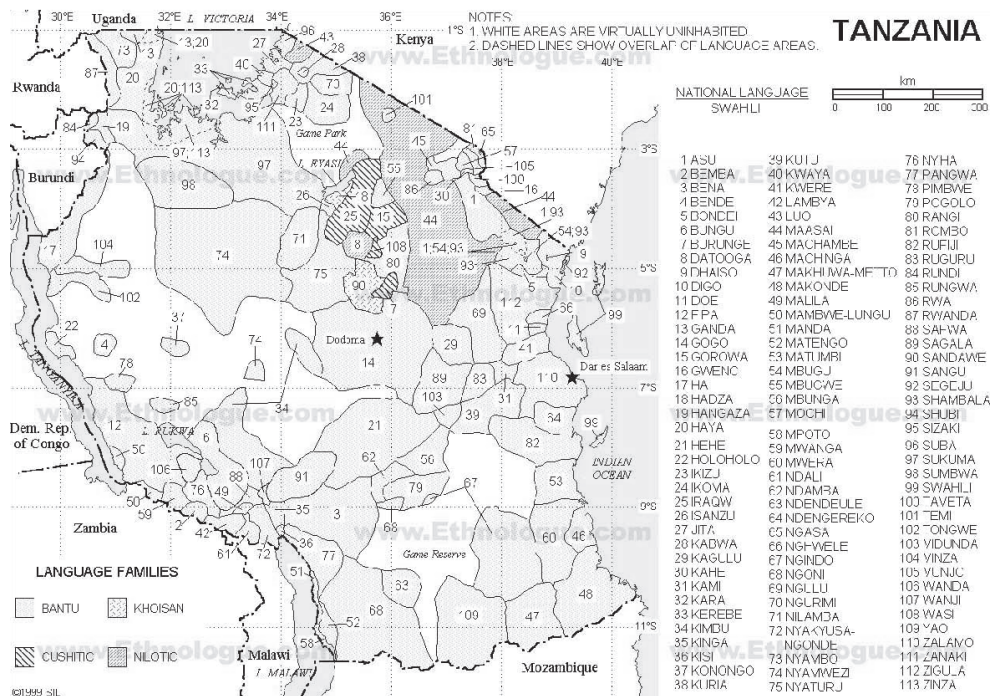 Uganda
L. VICTORIA
Kenya
Rwanda
Burundi
NOTES:
1. WHITE AREAS ARE VIRTUALLY UNINHABITED
2. DASHED LINES SHOW OVERLAP OF LANGUAGE AREAS.
TANZANIA
NATIONAL LANGUAGE
SWAHILI
km
0 100 200 300
30°E 32°E 34°E 36°E 38°E 40°E
1°S
3°S
5°S
7°S
9°S
11°S
www.Ethnologue.com
Game Park
Dodoma
Dar es Salaam
L. TANGANYIKA
L. RUKWA
Dem. Rep
of Congo
INDIAN
OCEAN
Zambia
Game Reserve
Malawi
L. MALAWI
Mozambique
LANGUAGE FAMILIES
BANTU
KHOISAN
CUSHITIC
NILOTIC
©1999 SIL
1 ASU
2 BEMBA
3 BENA
4 BENDE
5 BONDEI
6 BUNGU
7 BURUNGE
8 DATOOGA
9 DHAISO
10 DIGO
11 DOE
12 FIPA
13 GANDA
14 GOGO
15 GOROWA
16 GWENO
17 HA
18 HADZA
19 HANGAZA
20 HAYA
21 HEHE
22 HOLOHOLO
23 IKIZU
24 IKOMA
25 IRAQW
26 ISANZU
27 JITA
28 KABWA
29 KAGULU
30 KAHE
31 KAMI
32 KARA
33 KEREBE
34 KIMBU
35 KINGA
36 KISI
37 KONONGO
38 KURIA
39 KUTU
40 KWAYA
41 KWERE
42 LAMBYA
43 LUO
44 MAASAI
45 MACHAMBE
46 MACHINGA
47 MAKHUWA-METTO
48 MAKONDE
49 MALILA
50 MAMBWE-LUNGU
51 MANDA
52 MATENGO
53 MATUMBI
54 MBUGU
55 MBUGWE
56 MBUNGA
57 MOCHI
58 MPOTO
59 MWANGA
60 MWERA
61 NDALI
62 NDAMBA
63 NDENDEULE
64 NDENGEREKO
65 NGASA
66 NGHWELE
67 NGINDO
68 NGONI
69 NGULU
70 NGURIMI
71 NILAMBA
72 NYAKYUSA-
NGONDE
73 NYAMBO
74 NYAMWEZI
75 NYATURU
76 NYIHA
77 PANGWA
78 PIMBWE
79 POGOLO
80 RANGI
81 ROMBO
82 RUFIJI
83 RUGURU
84 RUNDI
85 RUNGWA
86 RWA
87 RWANDA
88 SAFWA
89 SAGALA
90 SANDAWE
91 SANGU
92 SEGEJU
93 SHAMBALA
94 SHUBI
95 SIZAKI
96 SUBA
97 SUKUMA
98 SUMBWA
99 SWAHILI
100 TAVETA
101 TEMI
102 TONGWE
103 VIDUNDA
104 VINZA
105 VUNJO
106 WANDA
107 WANJI
108 WASI
109 YAO
110 ZALAMO
111 ZANAKI
112 ZIGULA
113 ZINZA